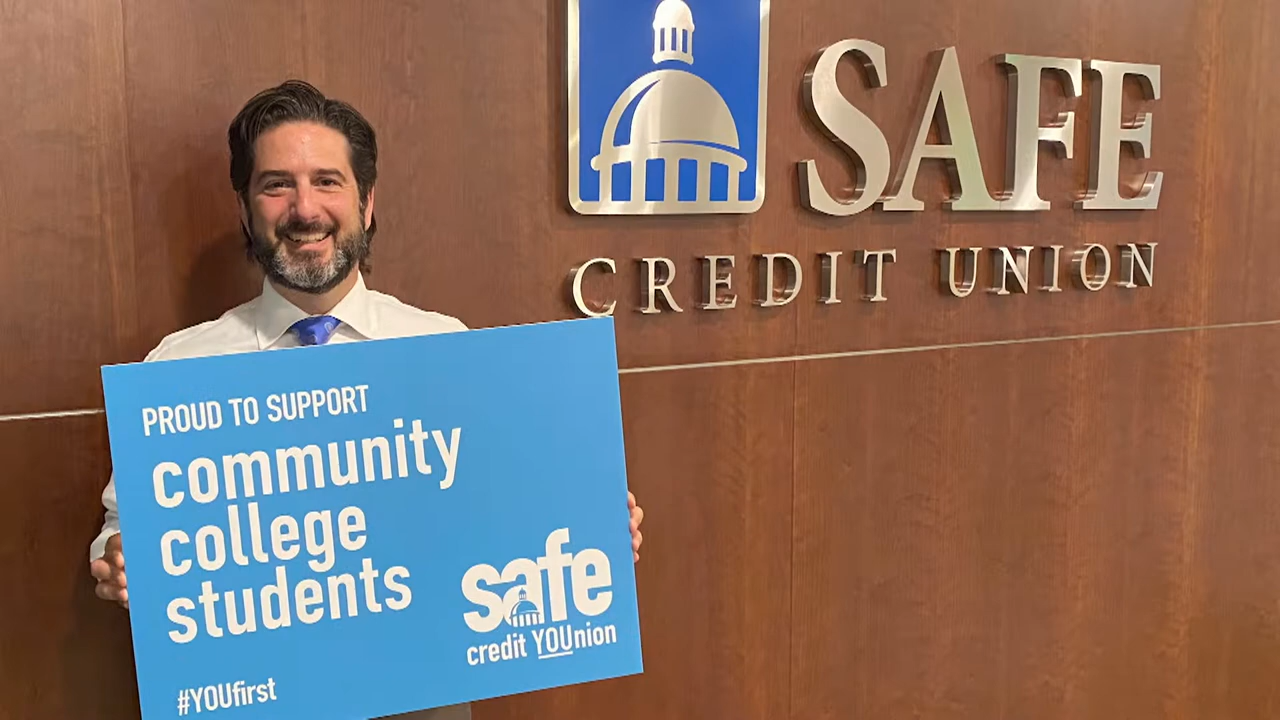 SAFE
CREDIT UNION
PROUD TO SUPPORT
community
college
students
safe
credit YOUnion
#YOUfirst